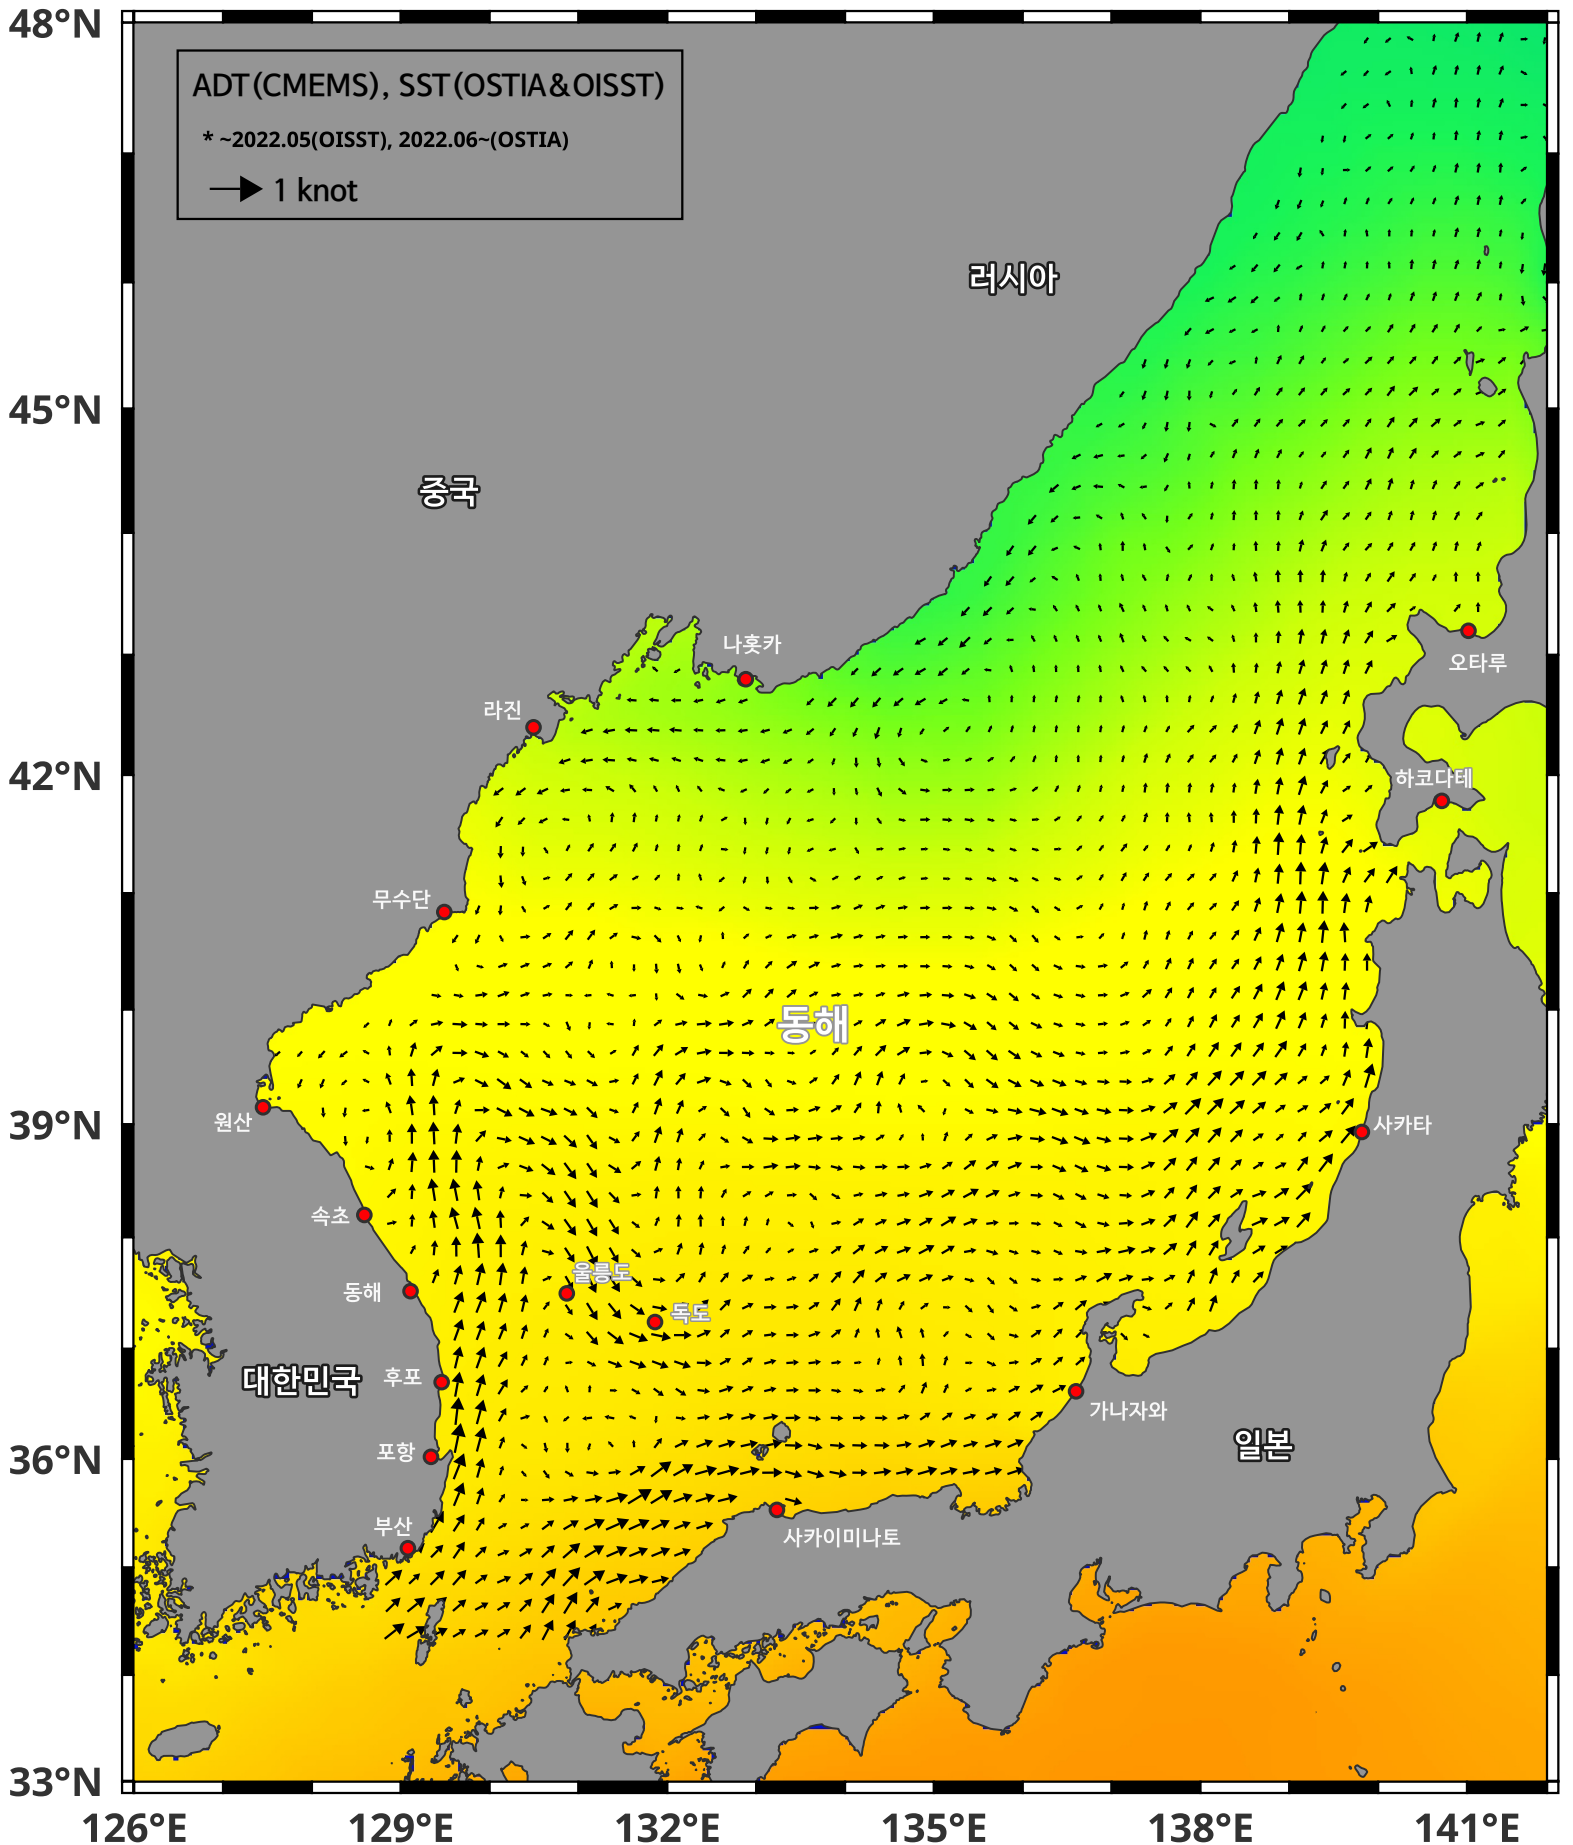 48°N
ADT(CMEMS), SST(OSTIA&OISST)
* ~2022.05(OISST), 2022.06~(OSTIA)
1 knot
러시아
45°N
중국
나홋카
오타루
라진
42°N
하코다테
무수단
동해
39°N
원산
사카타
속초
동해
울릉도
독도
대한민국
후포
가나자와
일본
36°N
포항
부산
사카이미나토
33°N
126°E
129°E
132°E
135°E
138°E
141°E